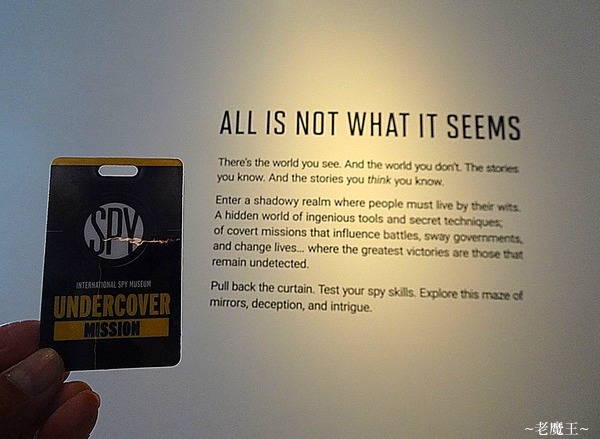 ALL IS NOT WHAT IT SEEMS
There's the world you see. And the world you don't. The stories
you know. And the stories you think you know.
Enter a shadowy realm where people must live by their wits.
A hidden world of ingenious tools and secret techniques;
of covert missions that influence battles, sway governments,
and change lives... where the greatest victories are those that
remain undetected.
Pull back the curtain. Test your spy skills. Explore this maze of
mirrors, deception, and intrigue.
SPY
INTERNATIONAL SPY MUSEUM
UNDERCOVER
MISSION
~老魔王~